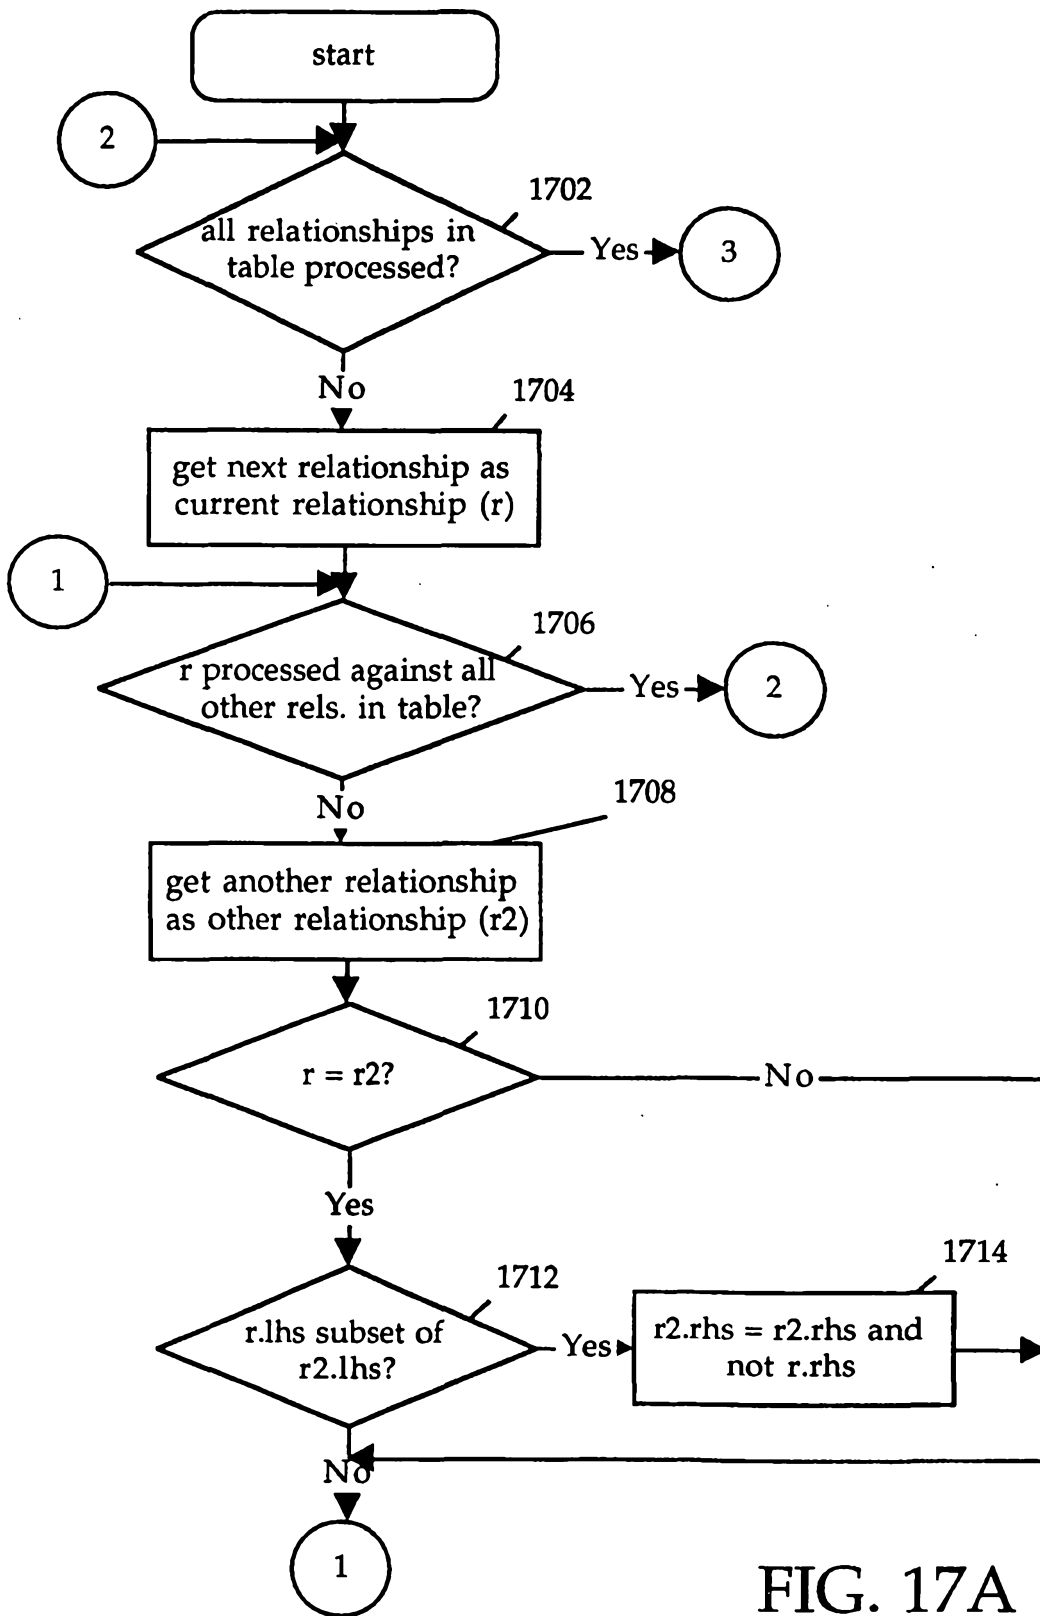 start
2
1702
all relationships in
table processed?
Yes
3
No
1704
get next relationship as
current relationship (r)
1
1706
r processed against all
other rels. in table?
Yes
2
No
1708
get another relationship
as other relationship (r2)
1710
r = r2?
No
Yes
1712
r.lhs subset of
r2.lhs?
Yes
1714
r2.rhs = r2.rhs and
not r.rhs
No
1
FIG. 17A